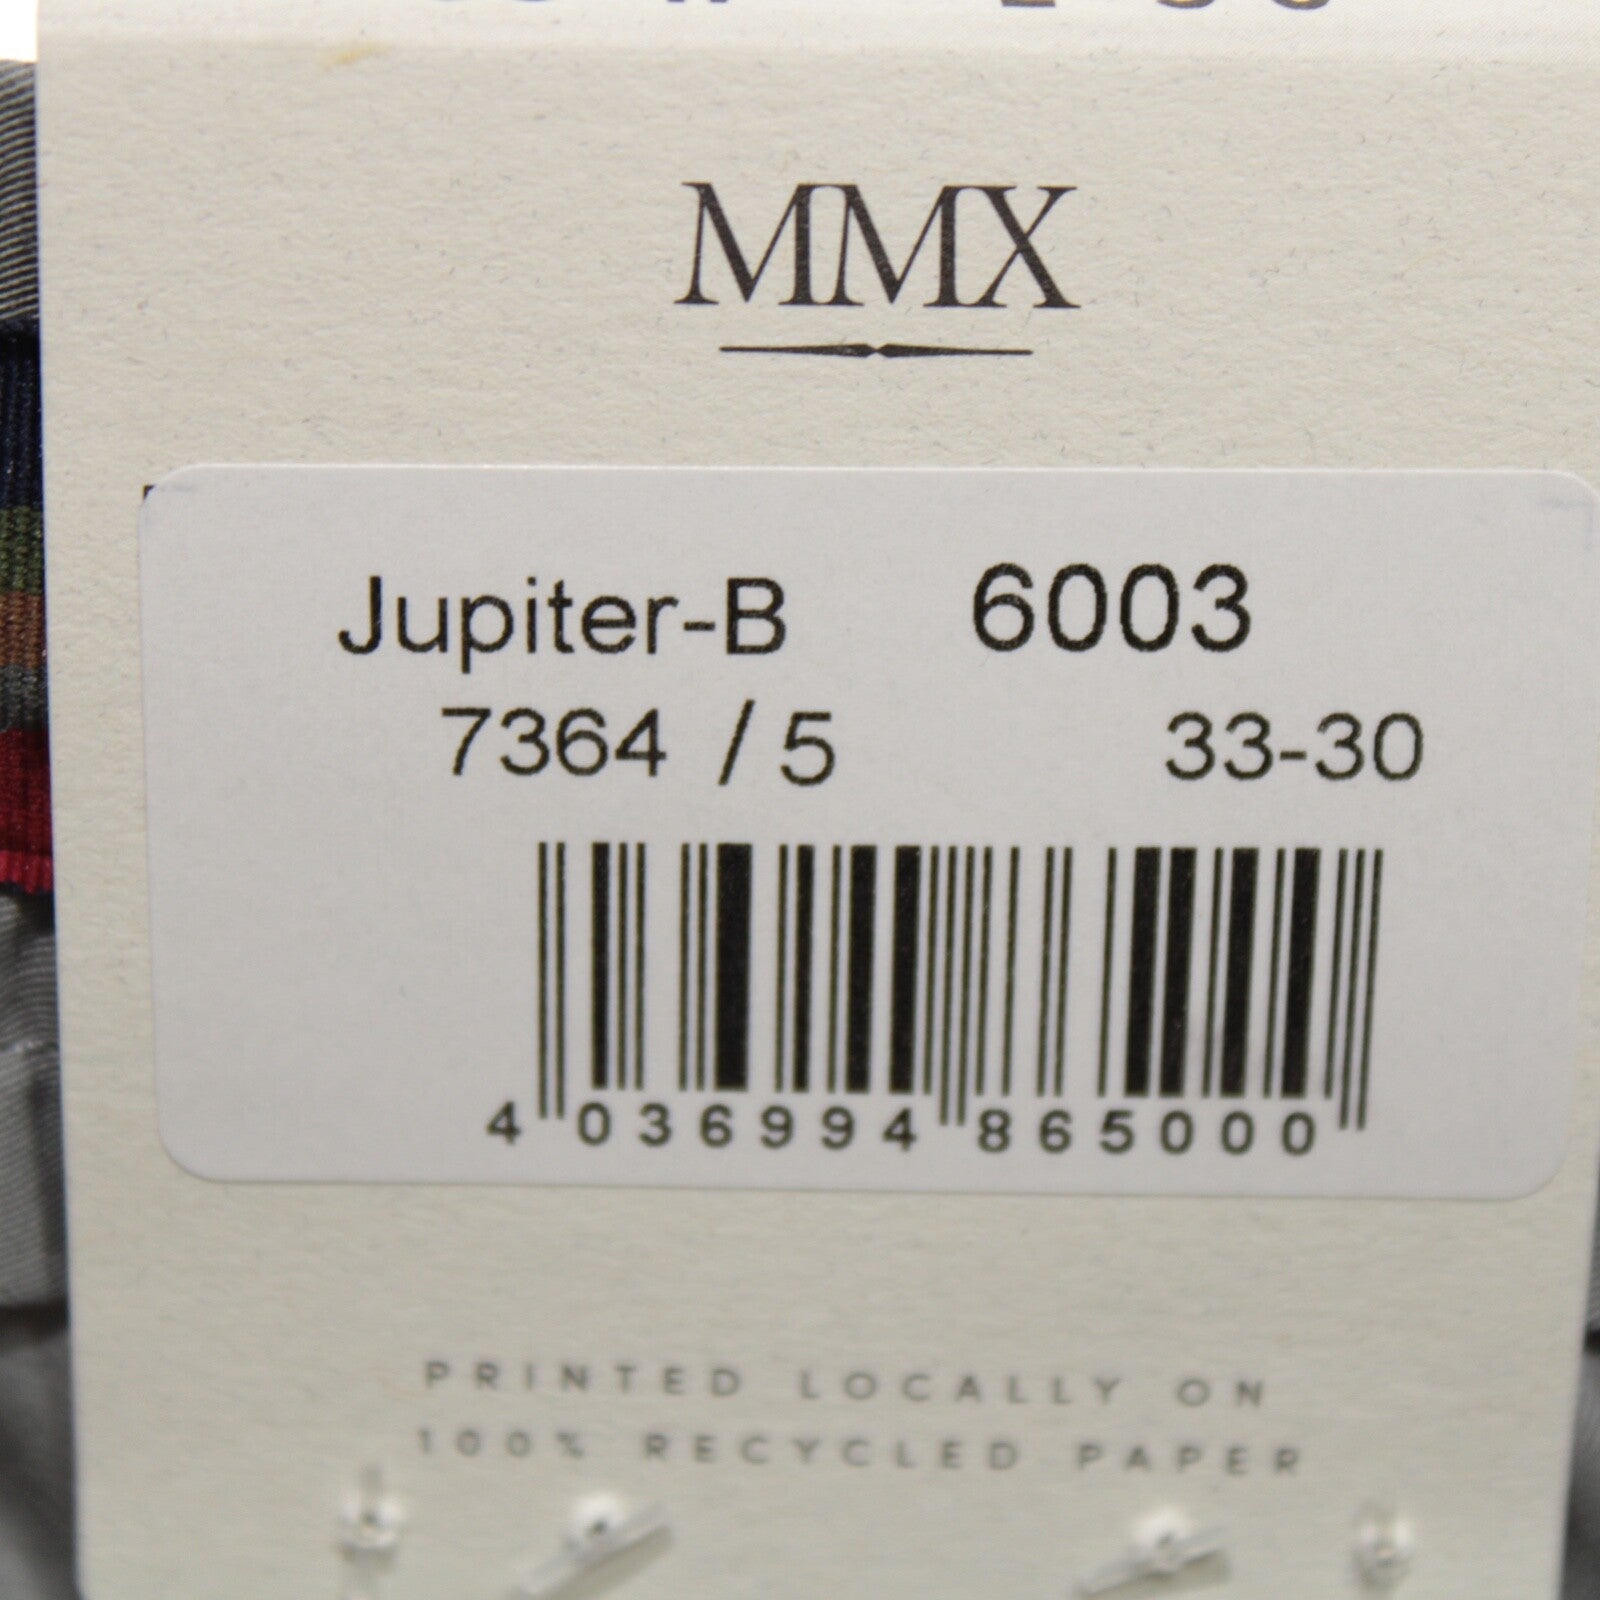 MMX
Jupiter-B 6003
7364 / 5 33-30
4 036994 865000
PRINTED LOCALLY ON
100% RECYCLED PAPER